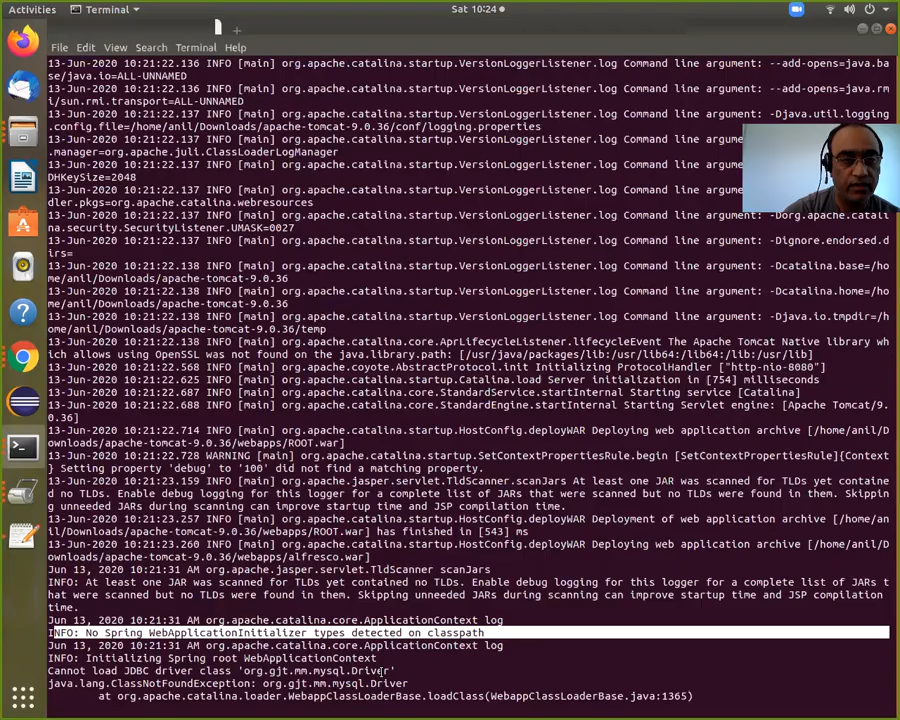 Activities Terminal Sat 10:24
File Edit View Search Terminal Help
13-Jun-2020 10:21:22.136 INFO [main] org.apache.catalina.startup.VersionLoggerListener.log Command line argument: --add-opens=java.ba
se/java.io=ALL-UNNAMED
13-Jun-2020 10:21:22.136 INFO [main] org.apache.catalina.startup.VersionLoggerListener.log Command line argument: --add-opens=java.rm
i/sun.rmi.transport=ALL-UNNAMED
13-Jun-2020 10:21:22.137 INFO [main] org.apache.catalina.startup.VersionLoggerListener.log Command line argument: -Djava.util.logging
.config.file=/home/anil/Downloads/apache-tomcat-9.0.36/conf/logging.properties
13-Jun-2020 10:21:22.137 INFO [main] org.apache.catalina.startup.VersionLoggerListener.log Command line
.manager=org.apache.juli.ClassLoaderLogManager
13-Jun-2020 10:21:22.137 INFO [main] org.apache.catalina.startup.VersionLoggerListener.log Command line
DHKeySize=2048
13-Jun-2020 10:21:22.137 INFO [main] org.apache.catalina.startup.VersionLoggerListener.log Command line
dler.pkgs=org.apache.catalina.webresources
13-Jun-2020 10:21:22.137 INFO [main] org.apache.catalina.startup.VersionLoggerListener.log Command line argument: -Dorg.apache.catali
na.security.SecurityListener.UMASK=0027
13-Jun-2020 10:21:22.137 INFO [main] org.apache.catalina.startup.VersionLoggerListener.log Command line argument: -Dignore.endorsed.d
irs=
13-Jun-2020 10:21:22.138 INFO [main] org.apache.catalina.startup.VersionLoggerListener.log Command line argument: -Dcatalina.base=/ho
me/anil/Downloads/apache-tomcat-9.0.36
13-Jun-2020 10:21:22.138 INFO [main] org.apache.catalina.startup.VersionLoggerListener.log Command line argument: -Dcatalina.home=/ho
me/anil/Downloads/apache-tomcat-9.0.36
13-Jun-2020 10:21:22.138 INFO [main] org.apache.catalina.startup.VersionLoggerListener.log Command line argument: -Djava.io.tmpdir=/h
ome/anil/Downloads/apache-tomcat-9.0.36/temp
13-Jun-2020 10:21:22.138 INFO [main] org.apache.catalina.core.AprLifecycleListener.lifecycleEvent The Apache Tomcat Native library wh
ich allows using OpenSSL was not found on the java.library.path: [/usr/java/packages/lib:/usr/lib64:/lib64:/lib:/usr/lib]
13-Jun-2020 10:21:22.568 INFO [main] org.apache.coyote.AbstractProtocol.init Initializing ProtocolHandler ["http-nio-8080"]
13-Jun-2020 10:21:22.625 INFO [main] org.apache.catalina.startup.Catalina.load Server initialization in [754] milliseconds
13-Jun-2020 10:21:22.687 INFO [main] org.apache.catalina.core.StandardService.startInternal Starting service [Catalina]
13-Jun-2020 10:21:22.688 INFO [main] org.apache.catalina.core.StandardEngine.startInternal Starting Servlet engine: [Apache Tomcat/9.
0.36]
13-Jun-2020 10:21:22.714 INFO [main] org.apache.catalina.startup.HostConfig.deployWAR Deploying web application archive [/home/anil/D
ownloads/apache-tomcat-9.0.36/webapps/ROOT.war]
13-Jun-2020 10:21:22.728 WARNING [main] org.apache.catalina.startup.SetContextPropertiesRule.begin [SetContextPropertiesRule]{Context
} Setting property 'debug' to '100' did not find a matching property.
13-Jun-2020 10:21:23.159 INFO [main] org.apache.jasper.servlet.TldScanner.scanJars At least one JAR was scanned for TLDs yet containe
d no TLDs. Enable debug logging for this logger for a complete list of JARs that were scanned but no TLDs were found in them. Skippin
g unneeded JARs during scanning can improve startup time and JSP compilation time.
13-Jun-2020 10:21:23.257 INFO [main] org.apache.catalina.startup.HostConfig.deployWAR Deployment of web application archive [/home/an
il/Downloads/apache-tomcat-9.0.36/webapps/ROOT.war] has finished in [543] ms
13-Jun-2020 10:21:23.260 INFO [main] org.apache.catalina.startup.HostConfig.deployWAR Deploying web application archive [/home/anil/D
ownloads/apache-tomcat-9.0.36/webapps/alfresco.war]
Jun 13, 2020 10:21:31 AM org.apache.jasper.servlet.TldScanner scanJars
INFO: At least one JAR was scanned for TLDs yet contained no TLDs. Enable debug logging for this logger for a complete list of JARs t
hat were scanned but no TLDs were found in them. Skipping unneeded JARs during scanning can improve startup time and JSP compilation
time.
Jun 13, 2020 10:21:31 AM org.apache.catalina.core.ApplicationContext log
INFO: No Spring WebApplicationInitializer types detected on classpath
Jun 13, 2020 10:21:31 AM org.apache.catalina.core.ApplicationContext log
INFO: Initializing Spring root WebApplicationContext
Cannot load JDBC driver class 'org.gjt.mm.mysql.Driver'
java.lang.ClassNotFoundException: org.gjt.mm.mysql.Driver
at org.apache.catalina.loader.WebappClassLoaderBase.loadClass(WebappClassLoaderBase.java:1365)